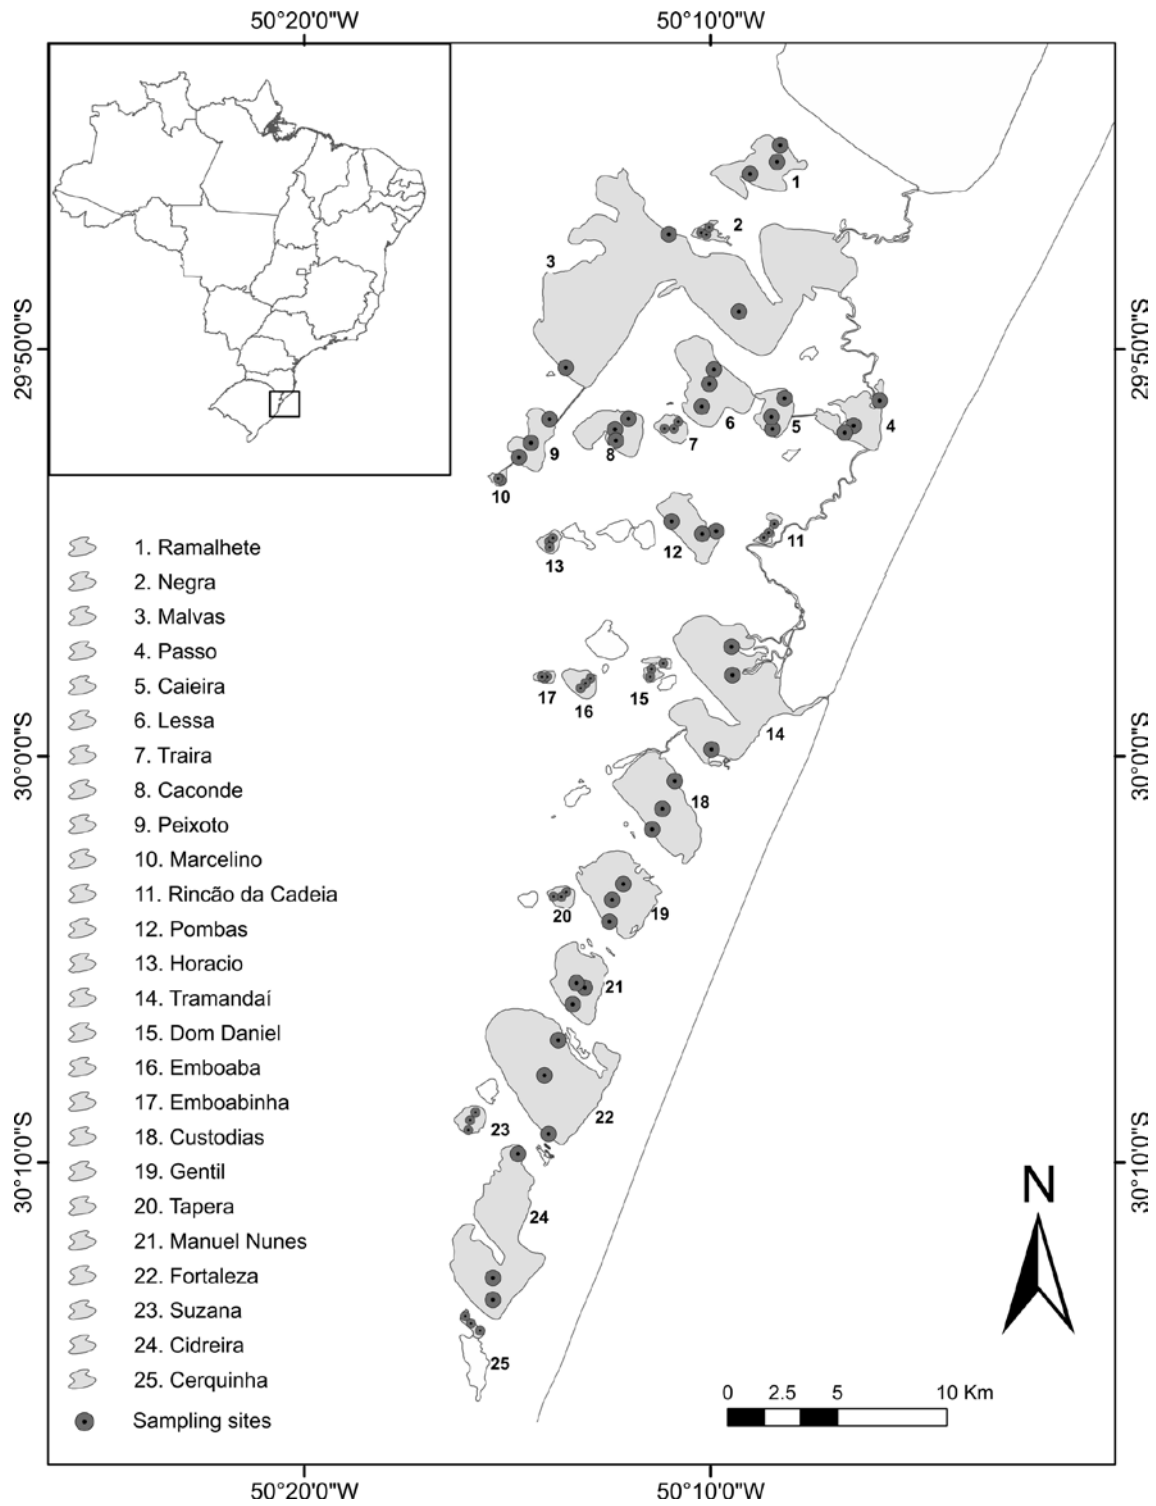 50°20'0"W 50°10'0"W
1
2
3
29°50'0"S 29°50'0"S
4
5
6
7
8
9
10
11
12
13
1. Ramalhete
2. Negra
3. Malvas
4. Passo
5. Caieira
6. Lessa
7. Traira
8. Caconde
9. Peixoto
10. Marcelino
11. Rincão da Cadeia
12. Pombas
13. Horacio
14. Tramandaí
15. Dom Daniel
16. Emboaba
17. Emboabinha
18. Custodias
19. Gentil
20. Tapera
21. Manuel Nunes
22. Fortaleza
23. Suzana
24. Cidreira
25. Cerquinha
Sampling sites
17 16 15
14
30°0'0"S 30°0'0"S
18
20 19
21
22
23
30°10'0"S 30°10'0"S
24
25
N
0 2.5 5 10 Km
50°20'0"W 50°10'0"W